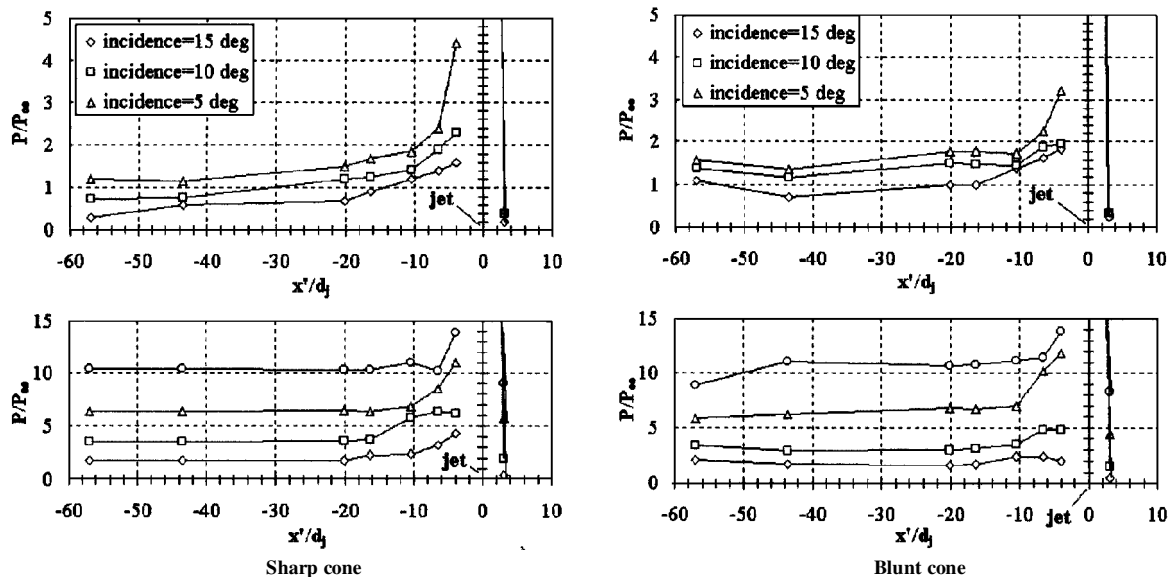 5
4
3
2
1
0
P/P∞
incidence=15 deg
incidence=10 deg
incidence=5 deg
jet
-60 -50 -40 -30 -20 -10 0 10
x'/dj
5
4
3
2
1
0
P/P∞
incidence=15 deg
incidence=10 deg
incidence=5 deg
jet
-60 -50 -40 -30 -20 -10 0 10
x'/dj
15
10
5
0
P/P∞
jet
-60 -50 -40 -30 -20 -10 0 10
x'/dj
Sharp cone
15
10
5
0
P/P∞
jet
-60 -50 -40 -30 -20 -10 0 10
x'/dj
Blunt cone